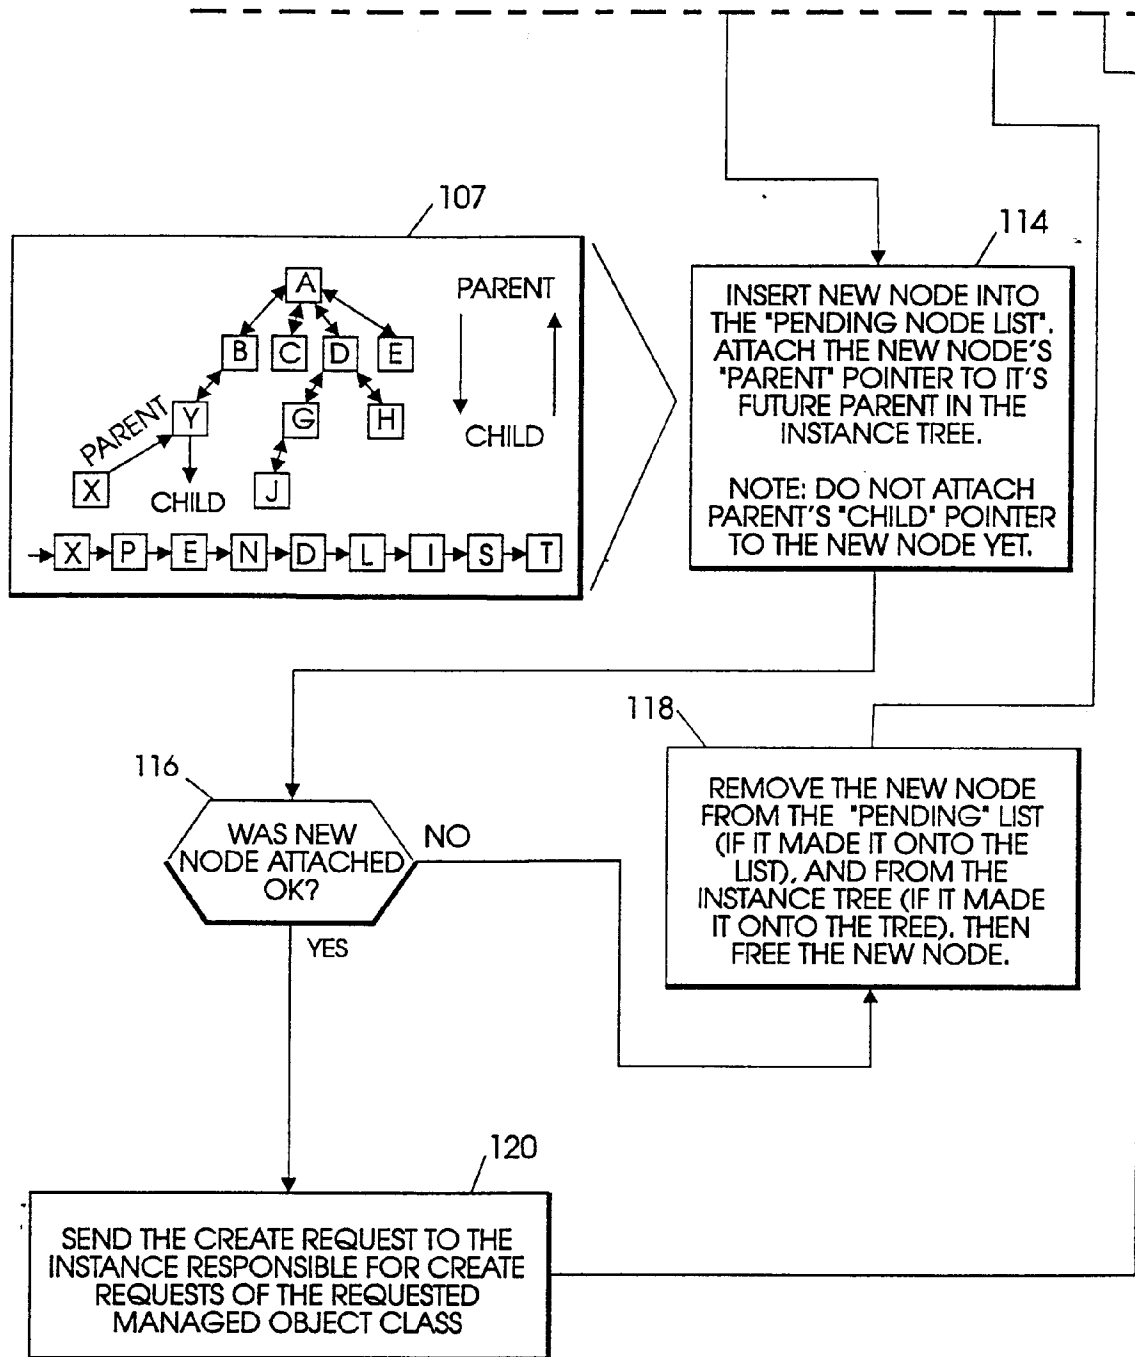 107
A
B C D E
Y G H
X J
PARENT
CHILD
PARENT
CHILD
X P E N D L I S T
114
INSERT NEW NODE INTO
THE "PENDING NODE LIST".
ATTACH THE NEW NODE'S
"PARENT" POINTER TO IT'S
FUTURE PARENT IN THE
INSTANCE TREE.
NOTE: DO NOT ATTACH
PARENT'S "CHILD" POINTER
TO THE NEW NODE YET.
116
WAS NEW
NODE ATTACHED
OK?
NO
YES
118
REMOVE THE NEW NODE
FROM THE "PENDING" LIST
(IF IT MADE IT ONTO THE
LIST), AND FROM THE
INSTANCE TREE (IF IT MADE
IT ONTO THE TREE). THEN
FREE THE NEW NODE.
120
SEND THE CREATE REQUEST TO THE
INSTANCE RESPONSIBLE FOR CREATE
REQUESTS OF THE REQUESTED
MANAGED OBJECT CLASS